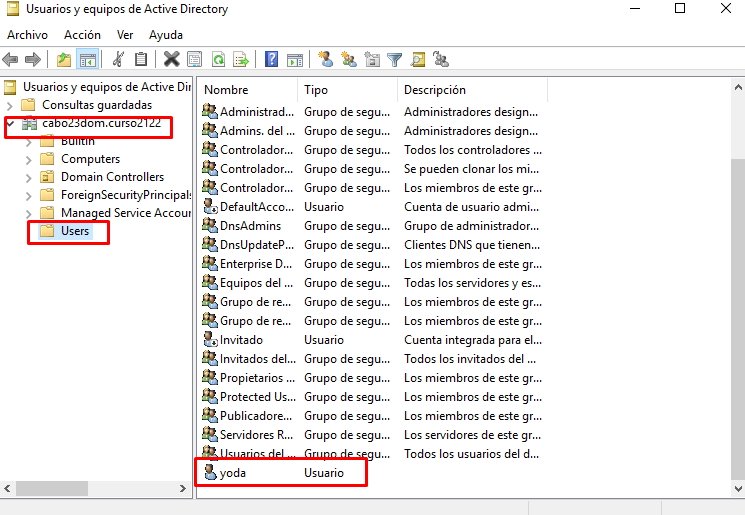 Usuarios y equipos de Active Directory
Archivo Acción Ver Ayuda
Usuarios y equipos de Active Dire
Consultas guardadas
cabo23dom.curso2122
Builtin
Computers
Domain Controllers
ForeignSecurityPrincipals
Managed Service Accour
Users
Nombre Tipo Descripción
Administrad... Grupo de segu... Administradores design...
Admins. del ... Grupo de segu... Administradores design...
Controlador... Grupo de segu... Todos los controladores ...
Controlador... Grupo de segu... Se pueden clonar los mi...
Controlador... Grupo de segu... Los miembros de este gr...
DefaultAcco... Usuario Cuenta de usuario admi...
DnsAdmins Grupo de segu... Grupo de administrador...
DnsUpdateP... Grupo de segu... Clientes DNS que tienen...
Enterprise D... Grupo de segu... Los miembros de este gr...
Equipos del ... Grupo de segu... Todas los servidores y es...
Grupo de re... Grupo de segu... Los miembros de este gr...
Grupo de re... Grupo de segu... Los miembros de este gr...
Invitado Usuario Cuenta integrada para el...
Invitados del... Grupo de segu... Todos los invitados del ...
Propietarios ... Grupo de segu... Los miembros de este gr...
Protected Us... Grupo de segu... Los miembros de este gr...
Publicadore... Grupo de segu... Los miembros de este gr...
Servidores R... Grupo de segu... Los servidores de este gr...
Usuarios del ... Grupo de segu... Todos los usuarios del d...
yoda Usuario